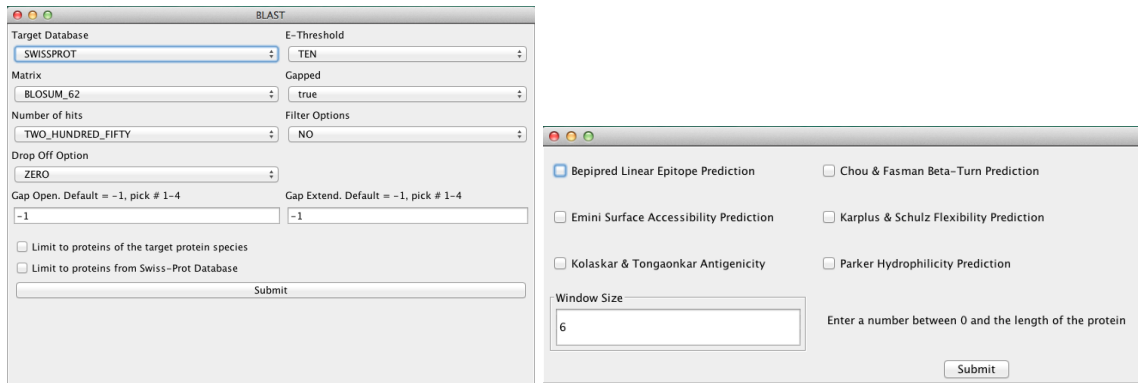 BLAST
Target Database
E-Threshold
SWISSPROT
TEN
Matrix
Gapped
BLOSUM_62
true
Number of hits
Filter Options
TWO_HUNDRED_FIFTY
NO
Drop Off Option
ZERO
Gap Open. Default = -1, pick # 1-4
Gap Extend. Default = -1, pick # 1-4
-1
-1
Limit to proteins of the target protein species
Limit to proteins from Swiss-Prot Database
Submit
Bepipred Linear Epitope Prediction
Chou & Fasman Beta-Turn Prediction
Emini Surface Accessibility Prediction
Karplus & Schulz Flexibility Prediction
Kolaskar & Tongaonkar Antigenicity
Parker Hydrophilicity Prediction
Window Size
6
Enter a number between 0 and the length of the protein
Submit